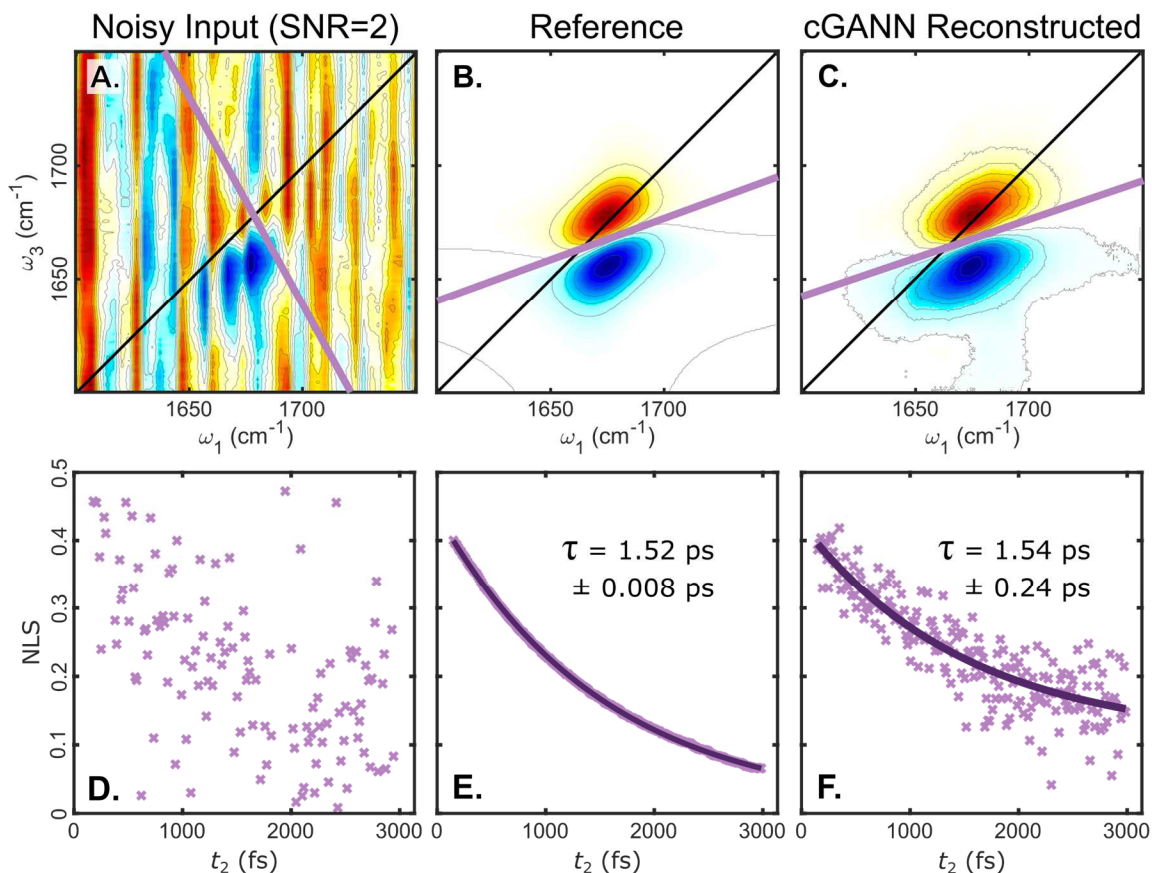 Noisy Input (SNR=2)
Reference
cGANN Reconstructed
A.
B.
C.
ω3 (cm-1)
1700
1650
1650
1700
ω1 (cm-1)
1650
1700
ω1 (cm-1)
1650
1700
ω1 (cm-1)
NLS
0.5
0.4
0.3
0.2
0.1
0
D.
0
1000
2000
3000
t2 (fs)
τ = 1.52 ps
± 0.008 ps
E.
0
1000
2000
3000
t2 (fs)
τ = 1.54 ps
± 0.24 ps
F.
0
1000
2000
3000
t2 (fs)